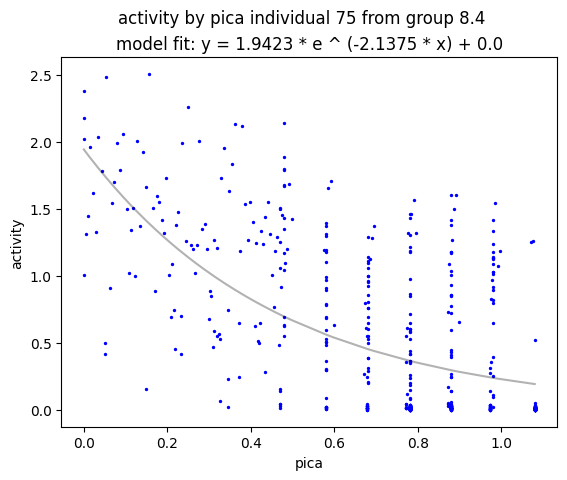 activity by pica individual 75 from group 8.4
model fit: y = 1.9423 * e ^ (-2.1375 * x) + 0.0
2.5
2.0
1.5
1.0
0.5
0.0
activity
0.0 0.2 0.4 0.6 0.8 1.0
pica